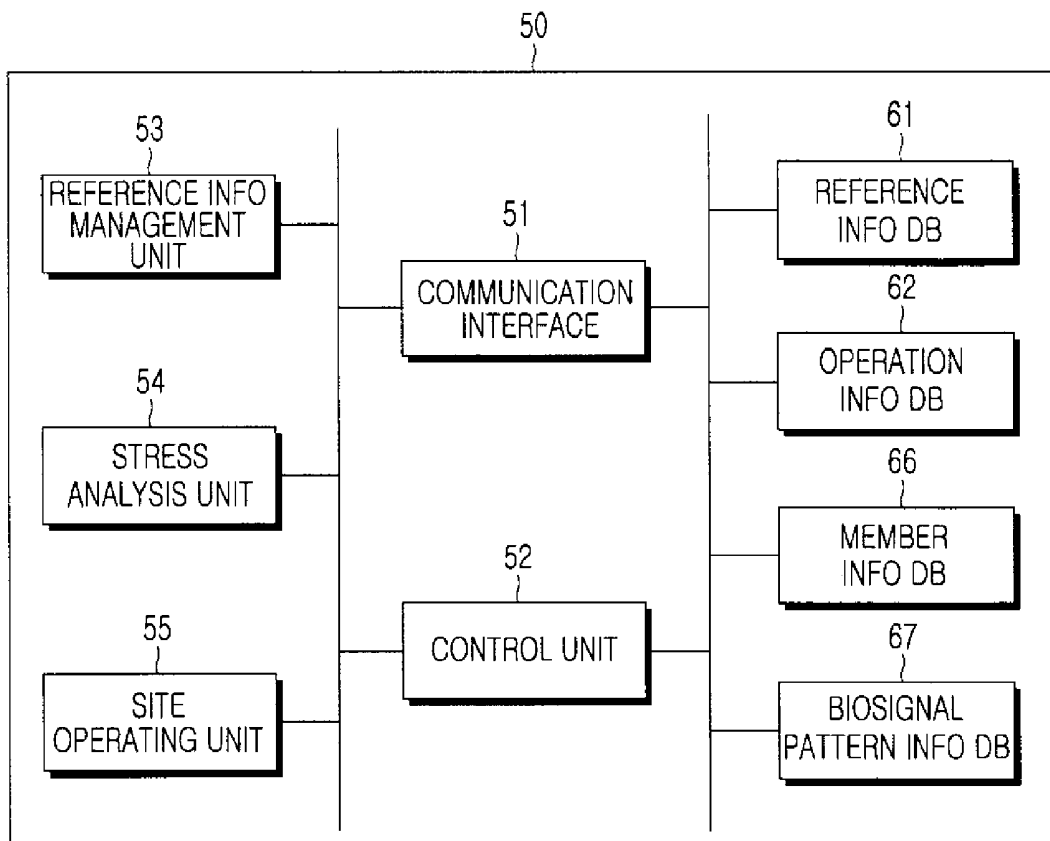 50
53
REFERENCE INFO
MANAGEMENT
UNIT
54
STRESS
ANALYSIS UNIT
55
SITE
OPERATING UNIT
51
COMMUNICATION
INTERFACE
52
CONTROL UNIT
61
REFERENCE
INFO DB
62
OPERATION
INFO DB
66
MEMBER
INFO DB
67
BIOSIGNAL
PATTERN INFO DB